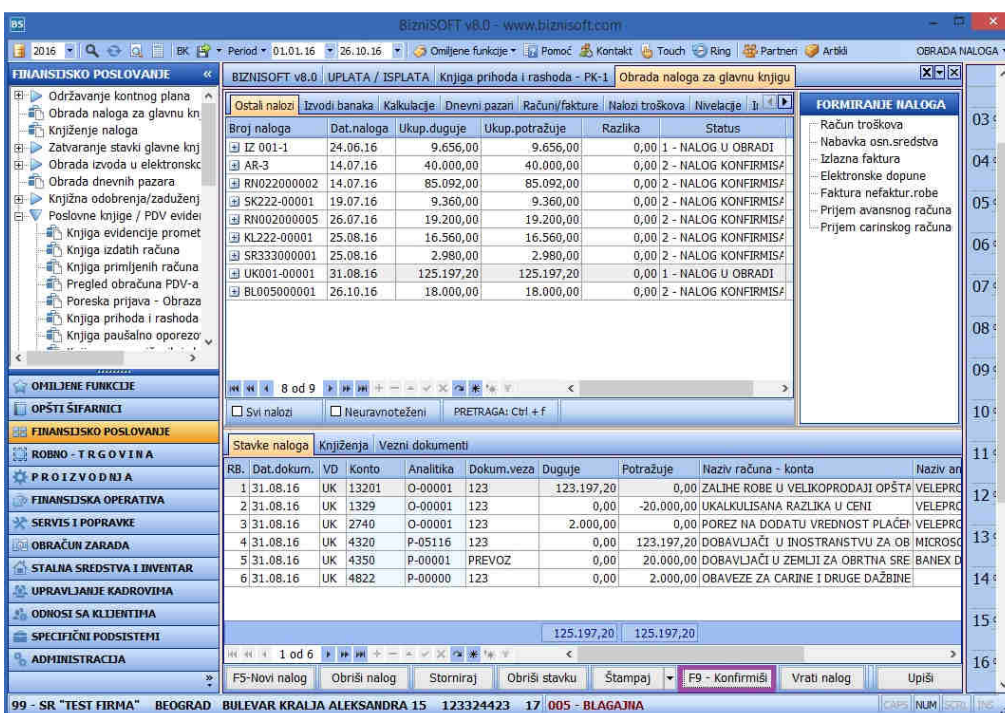 BS BizniSOFT v8.0 - www.biznisoft.com
2016 BK Period 01.01.16 26.10.16 Omiljene funkcije Pomoć Kontakt Touch Ring Partneri Artikli OBRADA NALOGA
FINANSIJSKO POSLOVANJE «
Održavanje kontnog plana
Obrada naloga za glavnu kn
Knjiženje naloga
Zatvaranje stavki glavne knj
Obrada izvoda u elektronskc
Obrada dnevnih pazara
Knjižna odobrenja/zaduženj
Poslovne knjige / PDV evider
Knjiga evidencije promet
Knjiga izdatih računa
Knjiga primljenih računa
Pregled obračuna PDV-a
Poreska prijava - Obraza
Knjiga prihoda i rashoda
Knjiga paušalno oporezo
OMILJENE FUNKCIJE
OPŠTI ŠIFARNICI
FINANSIJSKO POSLOVANJE
ROBNO - T R G O V I N A
P R O I Z V O D NJ A
FINANSIJSKA OPERATIVA
SERVIS I POPRAVKE
OBRAČUN ZARADA
STALNA SREDSTVA I INVENTAR
UPRAVLJANJE KADROVIMA
ODNOSI SA KLIJENTIMA
SPECIFIČNI PODSISTEMI
ADMINISTRACIJA
BIZNISOFT v8.0 UPLATA / ISPLATA Knjiga prihoda i rashoda - PK-1 Obrada naloga za glavnu knjigu
Ostali nalozi Izvodi banaka Kalkulacije Dnevni pazari Računi/fakture Nalozi troškova Nivelacije
Broj naloga Dat.naloga Ukup.duguje Ukup.potražuje Razlika Status
IZ 001-1 24.06.16 9.656,00 9.656,00 0,00 1 - NALOG U OBRADI
AR-3 14.07.16 40.000,00 40.000,00 0,00 2 - NALOG KONFIRMISA
RN022000002 14.07.16 85.092,00 85.092,00 0,00 2 - NALOG KONFIRMISA
SK222-00001 19.07.16 9.360,00 9.360,00 0,00 2 - NALOG KONFIRMISA
RN002000005 26.07.16 19.200,00 19.200,00 0,00 2 - NALOG KONFIRMISA
KL222-00001 25.08.16 16.560,00 16.560,00 0,00 2 - NALOG KONFIRMISA
SR333000001 25.08.16 2.980,00 2.980,00 0,00 2 - NALOG KONFIRMISA
UK001-00001 31.08.16 125.197,20 125.197,20 0,00 1 - NALOG U OBRADI
BL005000001 26.10.16 18.000,00 18.000,00 0,00 2 - NALOG KONFIRMISA
8 od 9
Svi nalozi Neuravnoteženi PRETRAGA: Ctrl + f
FORMIRANJE NALOGA
Račun troškova
Nabavka osn.sredstva
Izlazna faktura
Elektronske dopune
Faktura nefaktur.robe
Prijem avansnog računa
Prijem carinskog računa
Stavke naloga Knjiženja Vezni dokumenti
RB. Dat.dokum. VD Konto Analitika Dokum.veza Duguje Potražuje Naziv računa - konta Naziv an
1 31.08.16 UK 13201 O-00001 123 123.197,20 0,00 ZALIHE ROBE U VELIKOPRODAJI OPŠTA VELEPRO
2 31.08.16 UK 1329 O-00001 123 0,00 -20.000,00 UKALKULISANA RAZLIKA U CENI VELEPRO
3 31.08.16 UK 2740 O-00001 123 2.000,00 0,00 POREZ NA DODATU VREDNOST PLAĆEN VELEPRO
4 31.08.16 UK 4320 P-05116 123 0,00 123.197,20 DOBAVLJAČI U INOSTRANSTVU ZA OB MICROSO
5 31.08.16 UK 4350 P-00001 PREVOZ 0,00 20.000,00 DOBAVLJAČI U ZEMLJI ZA OBRTNA SRE BANEX D
6 31.08.16 UK 4822 P-00000 123 0,00 2.000,00 OBAVEZE ZA CARINE I DRUGE DAŽBINE
125.197,20 125.197,20
1 od 6
F5-Novi nalog Obriši nalog Storniraj Obriši stavku Štampaj F9 - Konfirmiši Vrati nalog Upiši
03
04
05
06
07
08
09
10
11
12
13
14
15
16
99 - SR "TEST FIRMA" BEOGRAD BULEVAR KRALJA ALEKSANDRA 15 123324423 17 005 - BLAGAJNA CAPS NUM SCRL INS